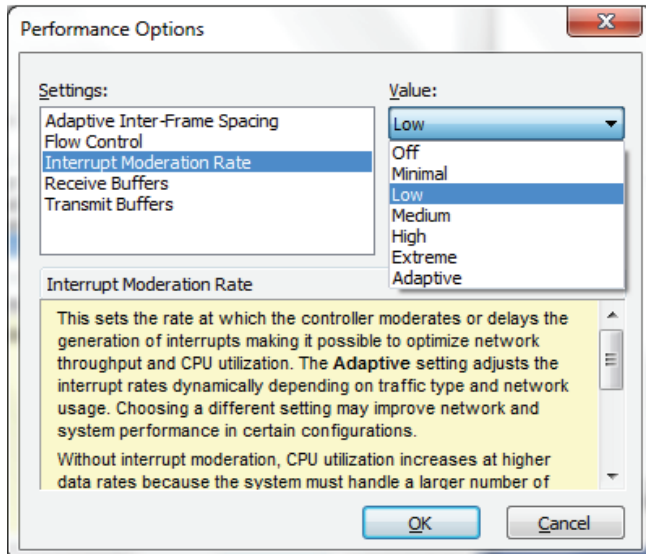 Performance Options
Settings:
Value:
Adaptive Inter-Frame Spacing
Flow Control
Interrupt Moderation Rate
Receive Buffers
Transmit Buffers
Low
Off
Minimal
Low
Medium
High
Extreme
Adaptive
Interrupt Moderation Rate
This sets the rate at which the controller moderates or delays the
generation of interrupts making it possible to optimize network
throughput and CPU utilization. The Adaptive setting adjusts the
interrupt rates dynamically depending on traffic type and network
usage. Choosing a different setting may improve network and
system performance in certain configurations.
Without interrupt moderation, CPU utilization increases at higher
data rates because the system must handle a larger number of
OK
Cancel